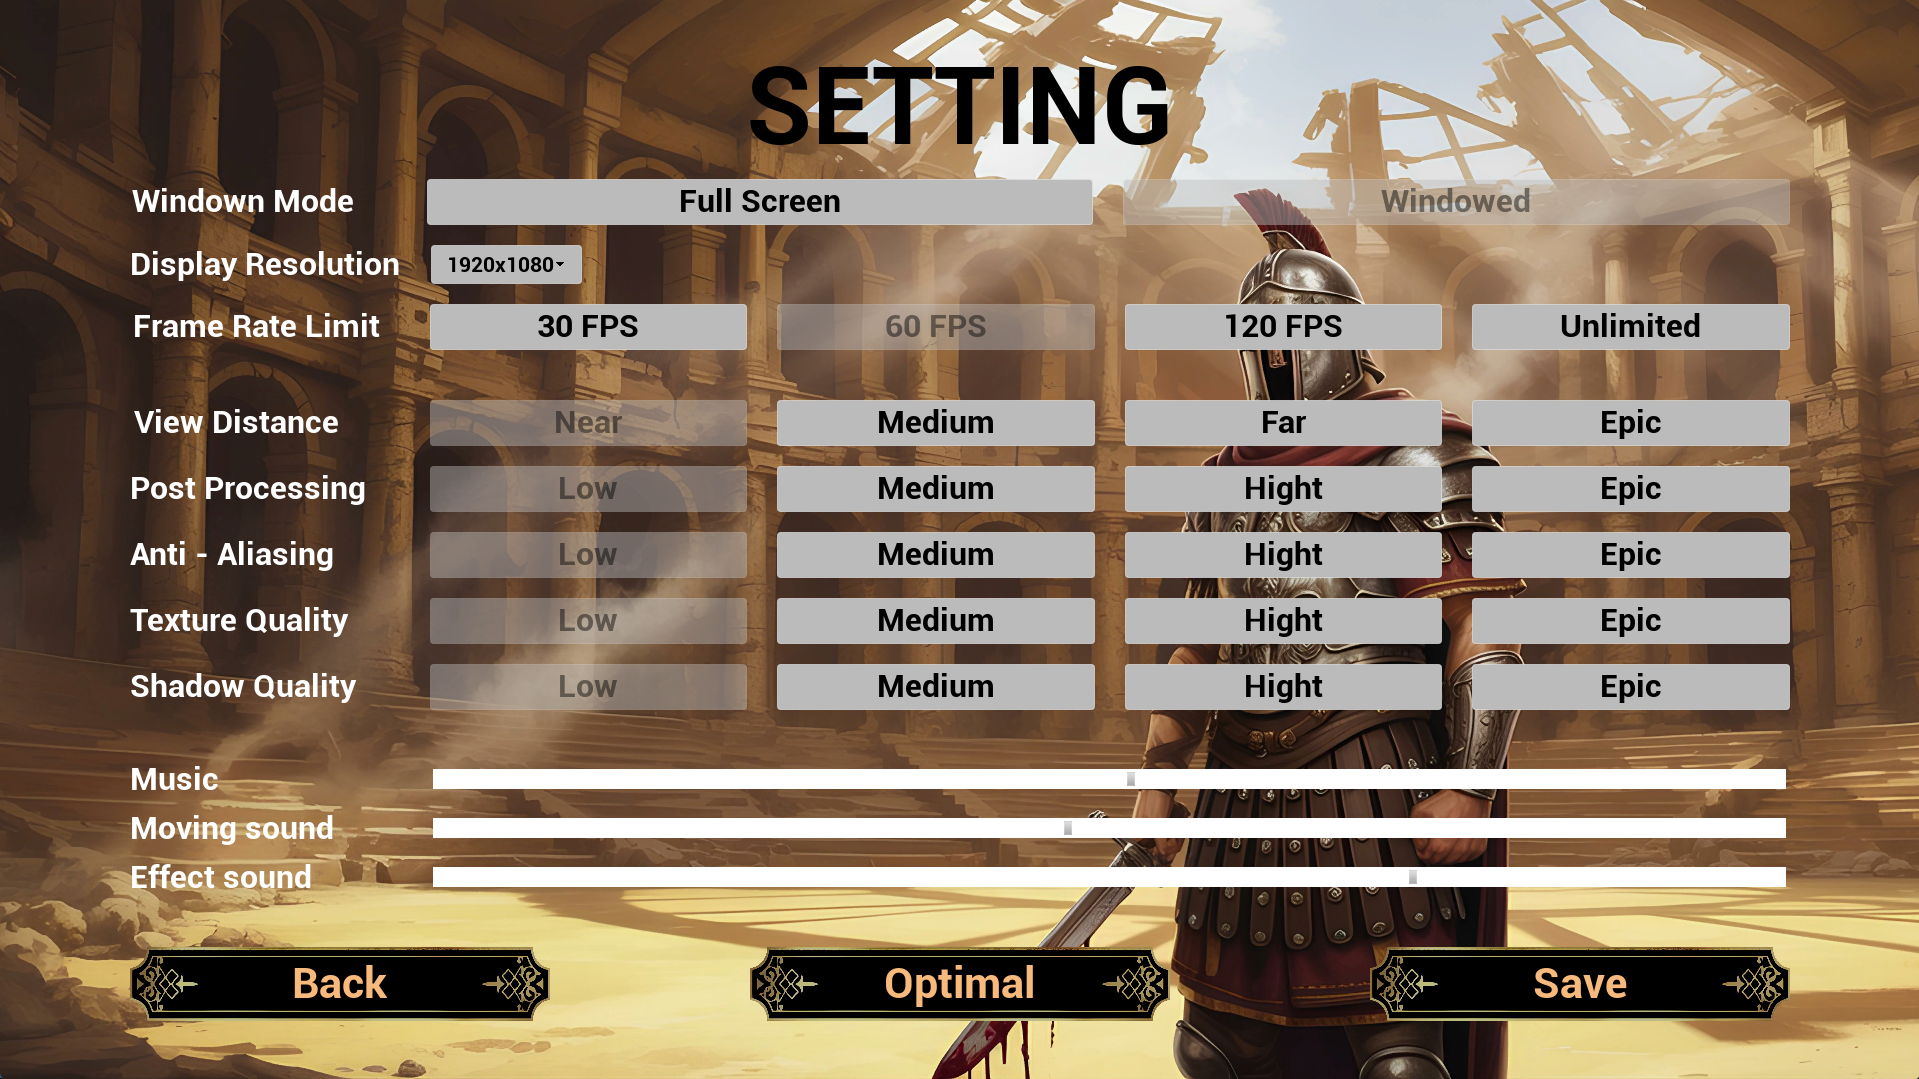 SETTING
Windown Mode Full Screen Windowed
Display Resolution 1920x1080
Frame Rate Limit 30 FPS 60 FPS 120 FPS Unlimited
View Distance Near Medium Far Epic
Post Processing Low Medium Hight Epic
Anti - Aliasing Low Medium Hight Epic
Texture Quality Low Medium Hight Epic
Shadow Quality Low Medium Hight Epic
Music
Moving sound
Effect sound
Back Optimal Save